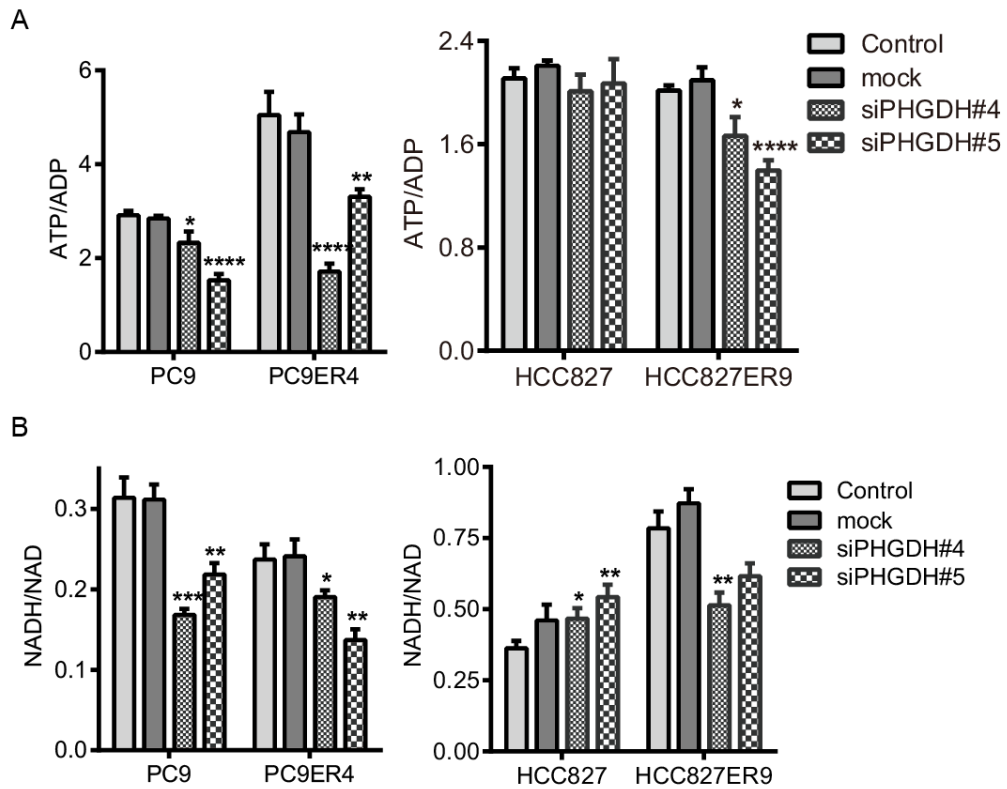 A
ATP/ADP
6
4
2
0
*
****
****
**
PC9
PC9ER4
ATP/ADP
2.4
1.6
0.8
0.0
*
****
HCC827
HCC827ER9
Control
mock
siPHGDH#4
siPHGDH#5
B
NADH/NAD
0.3
0.2
0.1
0.0
***
**
*
**
PC9
PC9ER4
NADH/NAD
1.00
0.75
0.50
0.25
0.00
*
**
**
HCC827
HCC827ER9
Control
mock
siPHGDH#4
siPHGDH#5